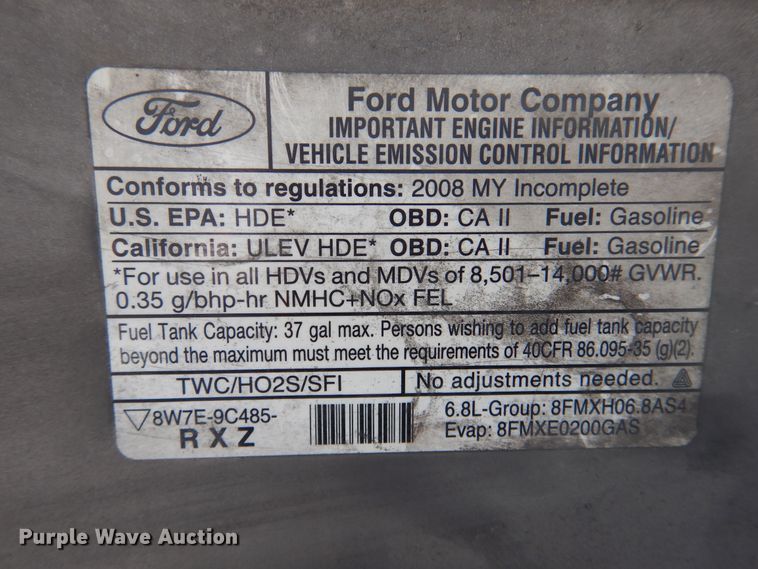 Ford
Ford Motor Company
IMPORTANT ENGINE INFORMATION/
VEHICLE EMISSION CONTROL INFORMATION
Conforms to regulations: 2008 MY Incomplete
U.S. EPA: HDE* OBD: CA II Fuel: Gasoline
California: ULEV HDE* OBD: CA II Fuel: Gasoline
*For use in all HDVs and MDVs of 8,501–14,000# GVWR.
0.35 g/bhp-hr NMHC+NOx FEL
Fuel Tank Capacity: 37 gal max. Persons wishing to add fuel tank capacity
beyond the maximum must meet the requirements of 40CFR 86.095-35 (g)(2).
TWC/HO2S/SFI No adjustments needed.
8W7E-9C485-
R X Z
6.8L-Group: 8FMXH06.8AS4
Evap: 8FMXE0200GAS
Purple Wave Auction